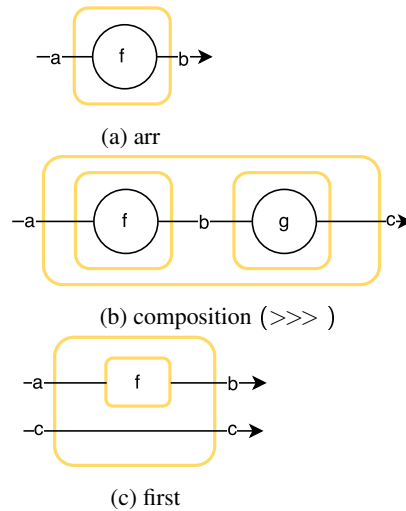 a f b
(a) arr
a f b g c
(b) composition (>>> )
a f b
c c
(c) first